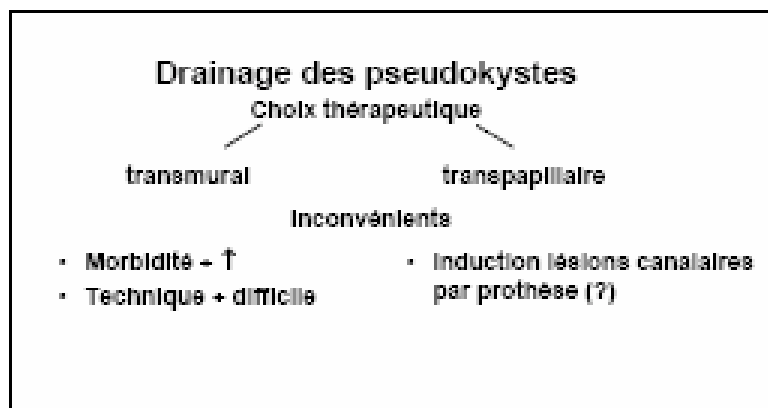 Drainage des pseudokystes
Choix thérapeutique
transmural transpapillaire
Inconvénients
• Morbidité + ↑
• Technique + difficile
• Induction lésions canalaires
par prothèse (?)